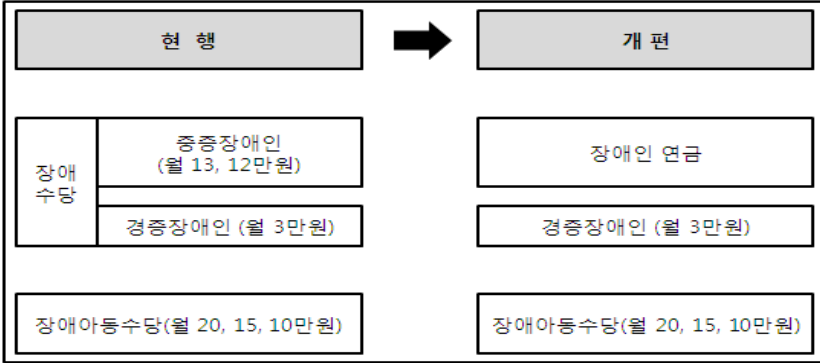 현 행
개 편
장애
수당
중증장애인
(월 13, 12만원)
경증장애인 (월 3만원)
장애인 연금
경증장애인 (월 3만원)
장애아동수당(월 20, 15, 10만원)
장애아동수당(월 20, 15, 10만원)